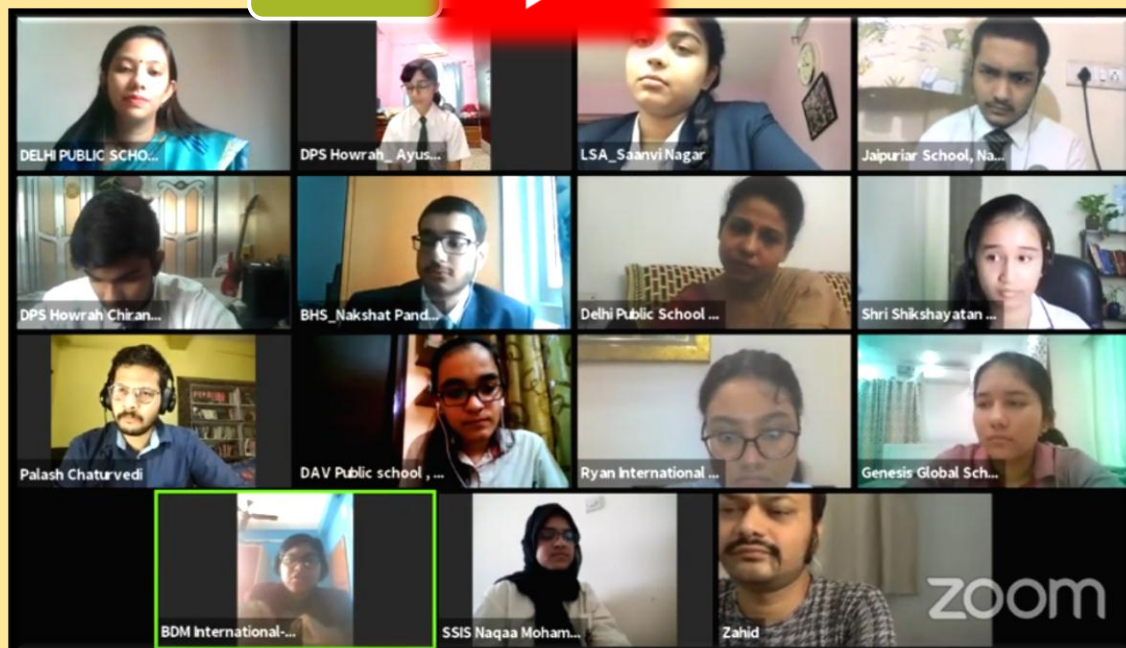 DELHI PUBLIC SCHO...
DPS Howrah_ Ayus...
LSA_Saanvi Nagar
Jaipuriar School, Na...
DPS Howrah Chiran...
BHS_Nakshat Pand...
Delhi Public School ...
Shri Shikshayatan ...
Palash Chaturvedi
DAV Public school , ...
Ryan International ...
Genesis Global Sch...
BDM International-...
SSIS Naqaa Moham...
Zahid
zoom